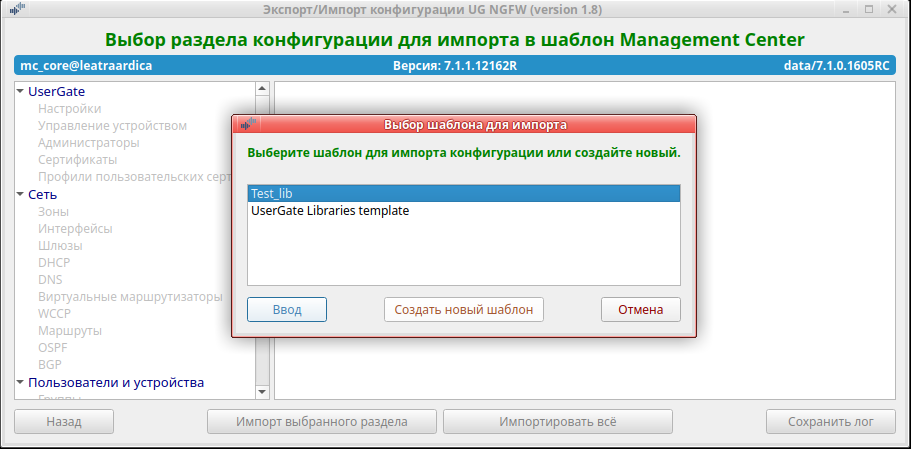 Экспорт/Импорт конфигурации UG NGFW (version 1.8)
Выбор раздела конфигурации для импорта в шаблон Management Center
mc_core@leatraardica Версия: 7.1.1.12162R data/7.1.0.1605RC
UserGate
Настройки
Управление устройством
Администраторы
Сертификаты
Профили пользовательских серт
Сеть
Зоны
Интерфейсы
Шлюзы
DHCP
DNS
Виртуальные маршрутизаторы
WCCP
Маршруты
OSPF
BGP
Пользователи и устройства
Группы
Выбор шаблона для импорта
Выберите шаблон для импорта конфигурации или создайте новый.
Test_lib
UserGate Libraries template
Ввод Создать новый шаблон Отмена
Назад Импорт выбранного раздела Импортировать всё Сохранить лог